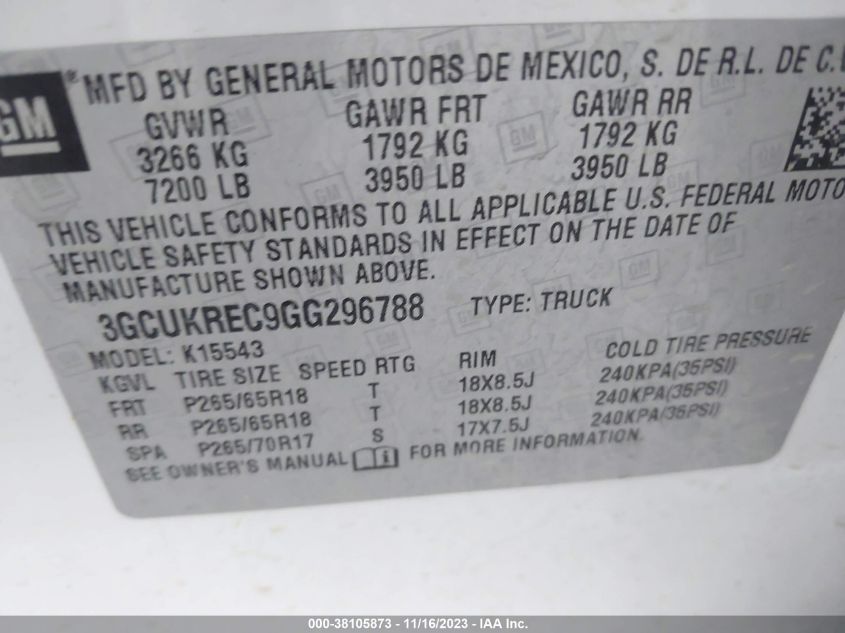 GM
® MFD BY GENERAL MOTORS DE MEXICO, S. DE R.L. DE C.
GVWR GAWR FRT GAWR RR
3266 KG 1792 KG 1792 KG
7200 LB 3950 LB 3950 LB
THIS VEHICLE CONFORMS TO ALL APPLICABLE U.S. FEDERAL MOTO
VEHICLE SAFETY STANDARDS IN EFFECT ON THE DATE OF
MANUFACTURE SHOWN ABOVE.
3GCUKREC9GG296788 TYPE: TRUCK
MODEL: K15543
KGVL TIRE SIZE SPEED RTG RIM COLD TIRE PRESSURE
FRT P265/65R18 T 18X8.5J 240KPA(35PSI)
RR P265/65R18 T 18X8.5J 240KPA(35PSI)
SPA P265/70R17 S 17X7.5J 240KPA(35PSI)
SEE OWNER'S MANUAL FOR MORE INFORMATION.
000-38105873 - 11/16/2023 - IAA Inc.